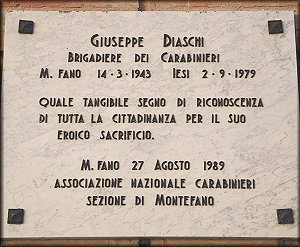 GIUSEPPE DIASCHI
BRIGADIERE DEI CARABINIERI
M. FANO 14-3-1943 IESI 2-9-1979
QUALE TANGIBILE SEGNO DI RICONOSCENZA
DI TUTTA LA CITTADINANZA PER IL SUO
EROICO SACRIFICIO.
M. FANO 27 AGOSTO 1989
ASSOCIAZIONE NAZIONALE CARABINIERI
SEZIONE DI MONTEFANO